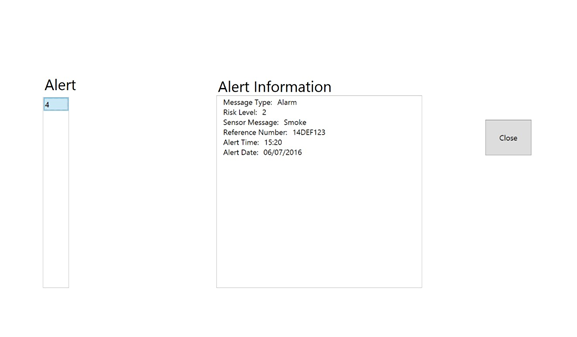 Alert
4
Alert Information
Message Type: Alarm
Risk Level: 2
Sensor Message: Smoke
Reference Number: 14DEF123
Alert Time: 15:20
Alert Date: 06/07/2016
Close